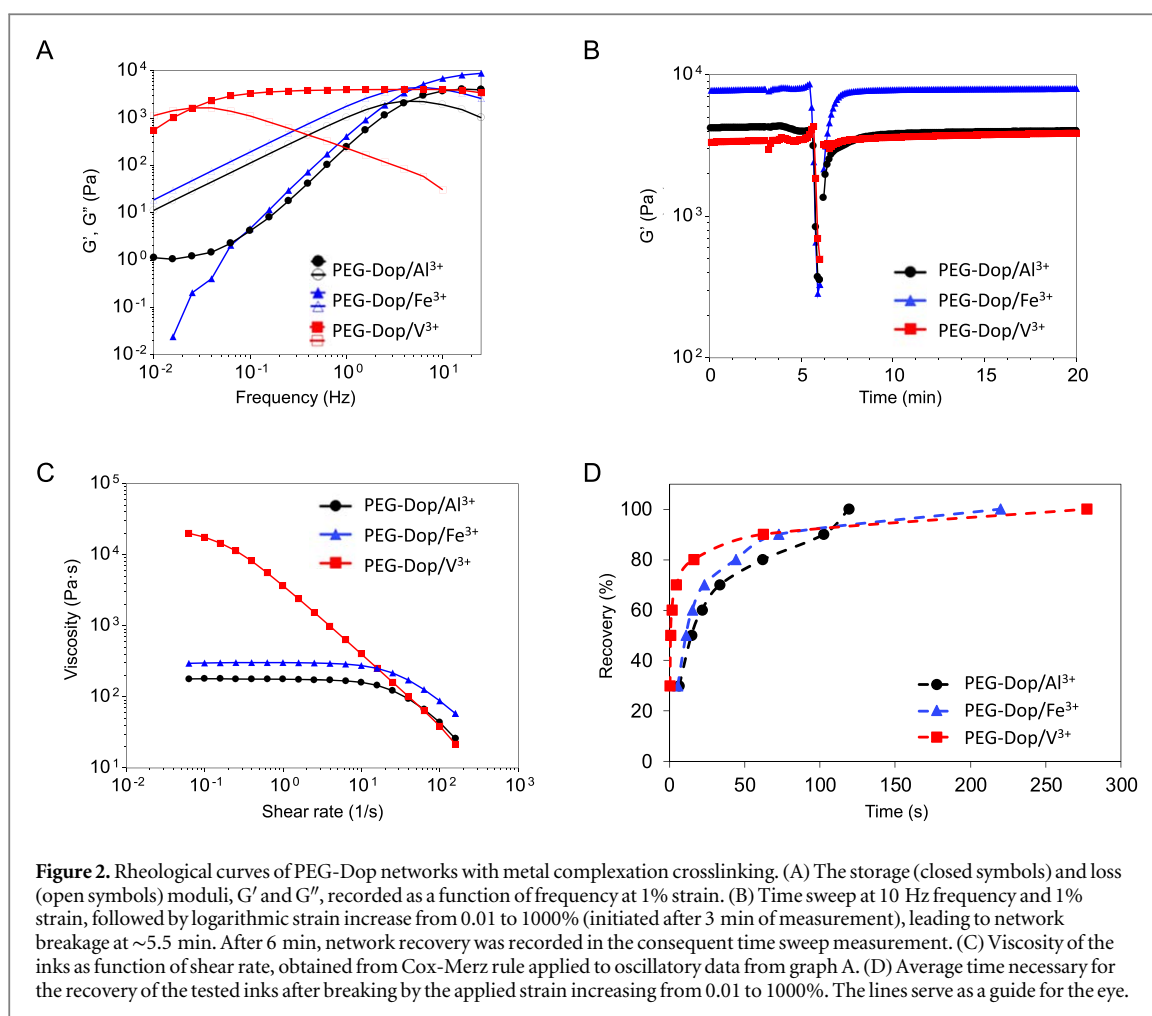 A
10⁴
10³
10²
10¹
10⁰
10⁻¹
10⁻²
G', G" (Pa)
10⁻²
10⁻¹
10⁰
10¹
Frequency (Hz)
PEG-Dop/Al³⁺
PEG-Dop/Fe³⁺
PEG-Dop/V³⁺
B
10⁴
10³
10²
G' (Pa)
0
5
10
15
20
Time (min)
PEG-Dop/Al³⁺
PEG-Dop/Fe³⁺
PEG-Dop/V³⁺
C
10⁵
10⁴
10³
10²
10¹
Viscosity (Pa·s)
10⁻²
10⁻¹
10⁰
10¹
10²
10³
Shear rate (1/s)
PEG-Dop/Al³⁺
PEG-Dop/Fe³⁺
PEG-Dop/V³⁺
D
100
80
60
40
20
0
Recovery (%)
0
50
100
150
200
250
300
Time (s)
PEG-Dop/Al³⁺
PEG-Dop/Fe³⁺
PEG-Dop/V³⁺
Figure 2. Rheological curves of PEG-Dop networks with metal complexation crosslinking. (A) The storage (closed symbols) and loss
(open symbols) moduli, G′ and G″, recorded as a function of frequency at 1% strain. (B) Time sweep at 10 Hz frequency and 1%
strain, followed by logarithmic strain increase from 0.01 to 1000% (initiated after 3 min of measurement), leading to network
breakage at ∼5.5 min. After 6 min, network recovery was recorded in the consequent time sweep measurement. (C) Viscosity of the
inks as function of shear rate, obtained from Cox-Merz rule applied to oscillatory data from graph A. (D) Average time necessary for
the recovery of the tested inks after breaking by the applied strain increasing from 0.01 to 1000%. The lines serve as a guide for the eye.